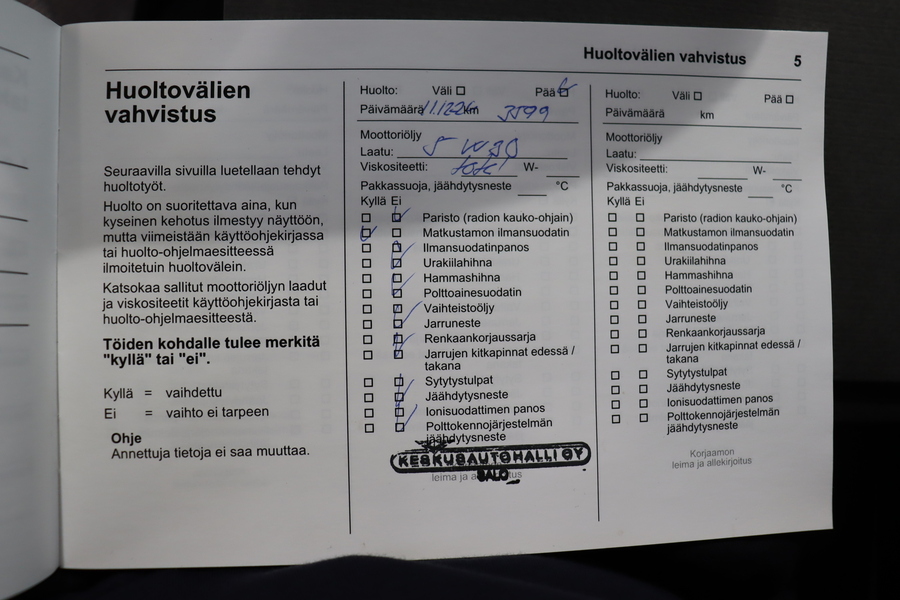 Huoltovälien vahvistus 5
Huoltovälien
vahvistus
Seuraavilla sivuilla luetellaan tehdyt
huoltotyöt.
Huolto on suoritettava aina, kun
kyseinen kehotus ilmestyy näyttöön,
mutta viimeistään käyttöohjekirjassa
tai huolto-ohjelmaesitteessä
ilmoitetuin huoltovälein.
Katsokaa sallitut moottoriöljyn laadut
ja viskositeetit käyttöohjekirjasta tai
huolto-ohjelmaesitteestä.
Töiden kohdalle tulee merkitä
"kyllä" tai "ei".
Kyllä = vaihdettu
Ei = vaihto ei tarpeen
Ohje
Annettuja tietoja ei saa muuttaa.
Huolto: Väli Pää
Päivämäärä km 3599
Moottoriöljy
Laatu: 5 W30
Viskositeetti: total W-
Pakkassuoja, jäähdytysneste °C
Kyllä Ei
Paristo (radion kauko-ohjain)
Matkustamon ilmansuodatin
Ilmansuodatinpanos
Urakiilahihna
Hammashihna
Polttoainesuodatin
Vaihteistoöljy
Jarruneste
Renkaankorjaussarja
Jarrujen kitkapinnat edessä /
takana
Sytytystulpat
Jäähdytysneste
Ionisuodattimen panos
Polttokennojärjestelmän
jäähdytysneste
KESKUSAUTOHALLI OY
SALO
leima ja
Huolto: Väli Pää
Päivämäärä km
Moottoriöljy
Laatu:
Viskositeetti: W-
Pakkassuoja, jäähdytysneste °C
Kyllä Ei
Paristo (radion kauko-ohjain)
Matkustamon ilmansuodatin
Ilmansuodatinpanos
Urakiilahihna
Hammashihna
Polttoainesuodatin
Vaihteistoöljy
Jarruneste
Renkaankorjaussarja
Jarrujen kitkapinnat edessä /
takana
Sytytystulpat
Jäähdytysneste
Ionisuodattimen panos
Polttokennojärjestelmän
jäähdytysneste
Korjaamon
leima ja allekirjoitus